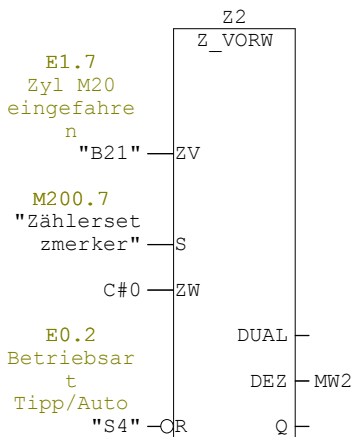 Z2
Z_VORW
E1.7
Zyl M20
eingefahre
n
"B21"
ZV
M200.7
"Zählerset
zmerker"
S
C#0
ZW
E0.2
Betriebsar
t
Tipp/Auto
"S4"
R
DUAL
DEZ
MW2
Q